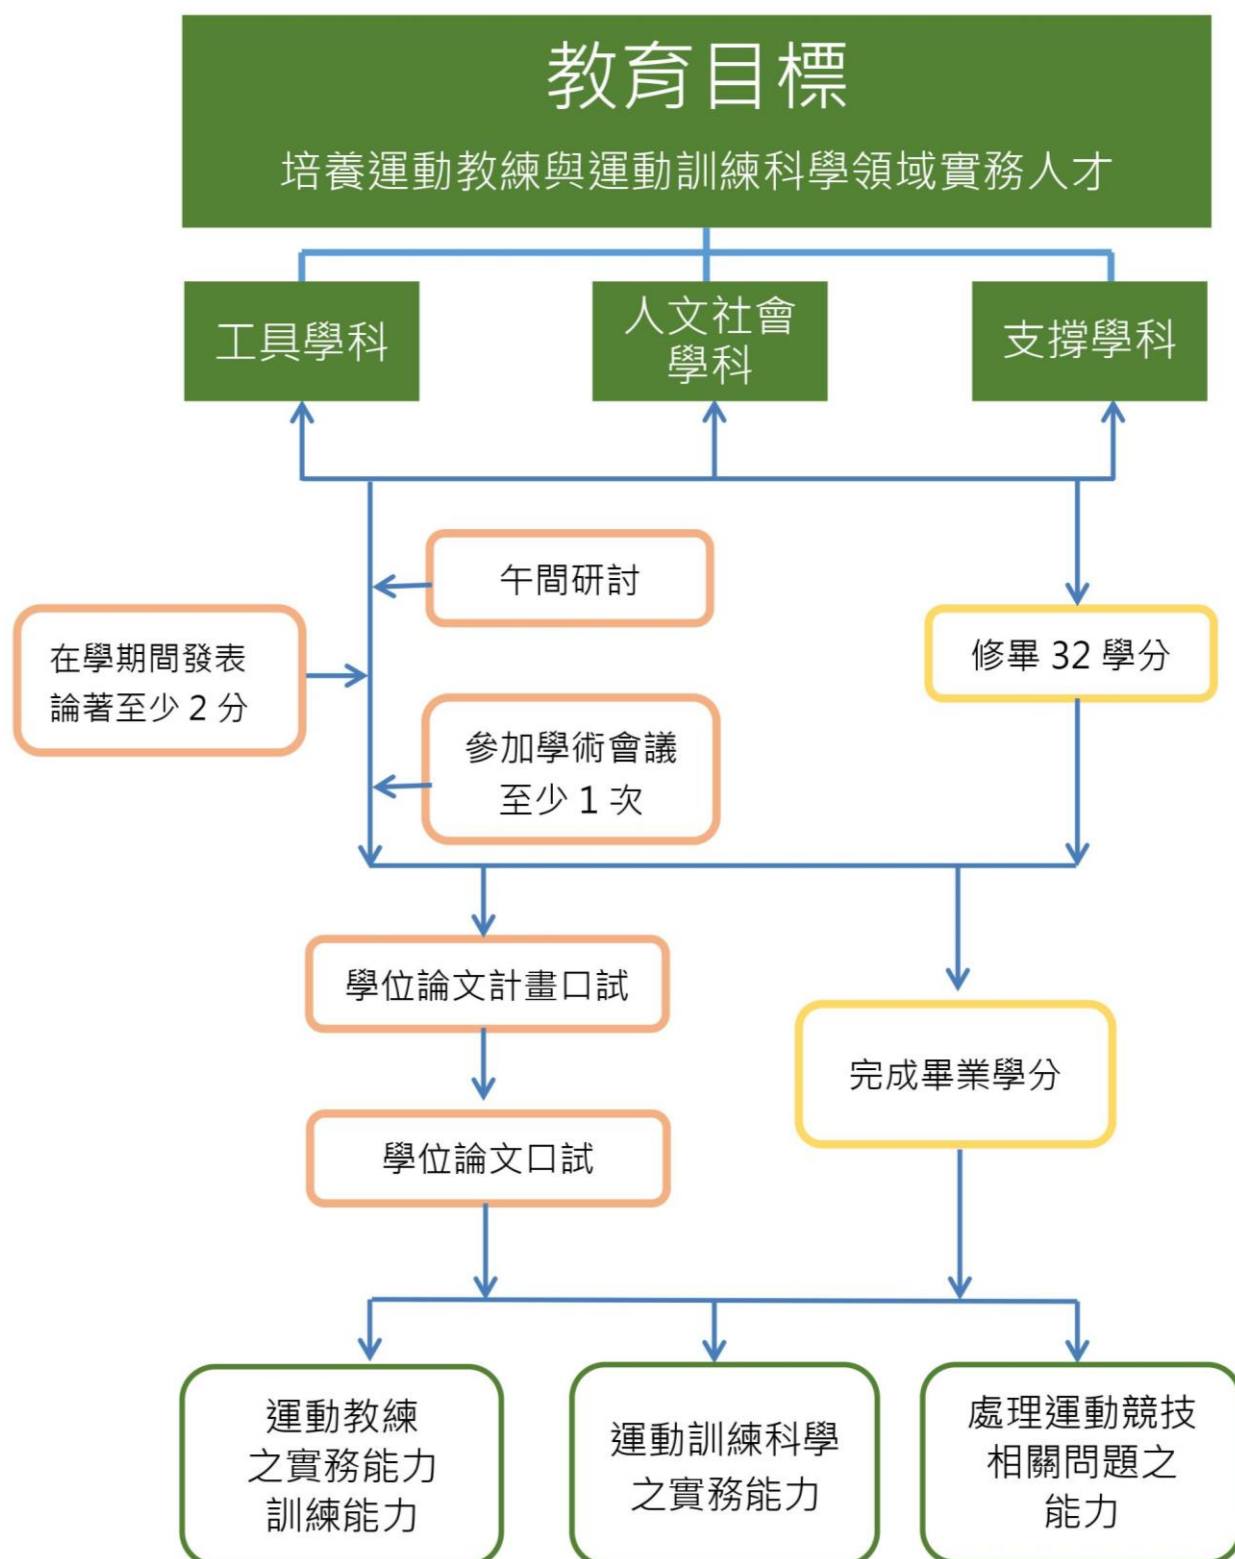 教育目標
培養運動教練與運動訓練科學領域實務人才
工具學科
人文社會
學科
支撐學科
午間研討
在學期間發表
論著至少 2 分
修畢 32 學分
參加學術會議
至少 1 次
學位論文計畫口試
完成畢業學分
學位論文口試
運動教練
之實務能力
訓練能力
運動訓練科學
之實務能力
處理運動競技
相關問題之
能力